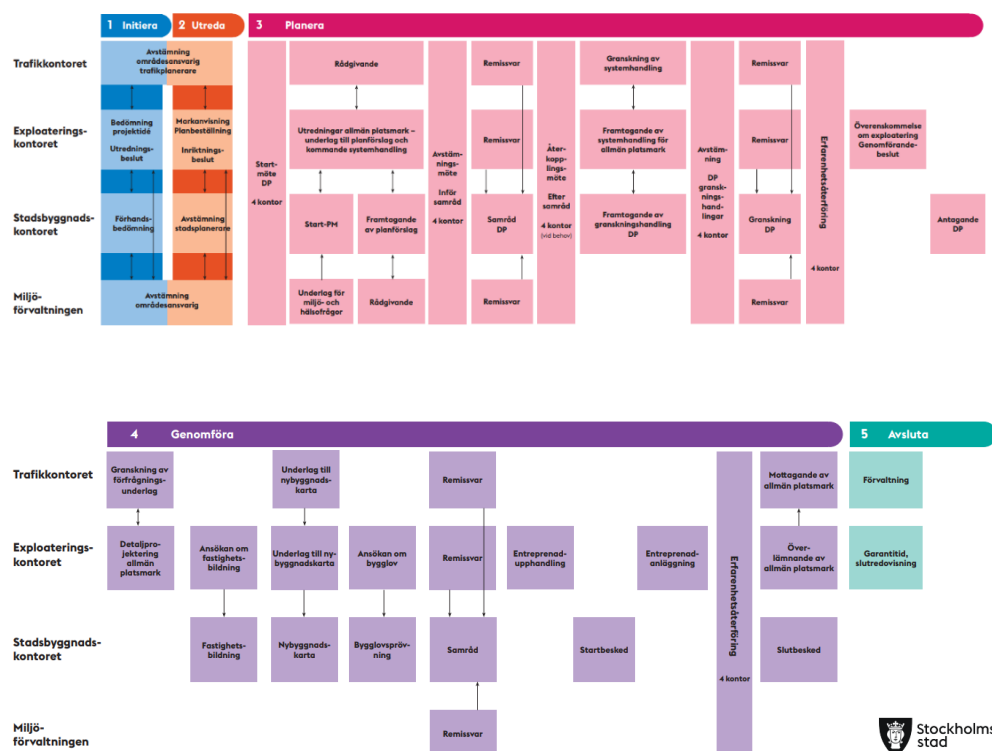 1 Initiera
2 Utreda
3 Planera
Trafikkontoret
Avstämning
områdesansvarig
trafikplanerare
Rådgivande
Remissvar
Granskning av
systemhandling
Remissvar
Exploaterings-
kontoret
Bedömning
projektidé
Utrednings-
beslut
Markanvisning
Planbeställning
Inriktnings-
beslut
Utredningar allmän platsmark –
underlag till planförslag och
kommande systemhandling
Remissvar
Framtagande av
systemhandling för
allmän platsmark
Remissvar
Överenskommelse
om exploatering
Genomförande-
beslut
Start-
möte
DP
4 kontor
Avstäm-
nings-
möte
Inför
samråd
4 kontor
Åter-
kopp-
lings-
möte
Efter
samråd
4 kontor
(vid behov)
Avstäm-
ning
DP
gransk-
nings-
hand-
lingar
4 kontor
Erfarenhetsåterföring
4 kontor
Stadsbyggnads-
kontoret
Förhands-
bedömning
Avstämning
stadsplanerare
Start-PM
Framtagande
av planförslag
Samråd
DP
Framtagande av
granskningshandling
DP
Granskning
DP
Antagande
DP
Miljö-
förvaltningen
Avstämning
områdesansvarig
Underlag för
miljö- och
hälsofrågor
Rådgivande
Remissvar
Remissvar
4 Genomföra
5 Avsluta
Trafikkontoret
Granskning av
förfrågnings-
underlag
Underlag till
nybyggnads-
karta
Remissvar
Mottagande av
allmän platsmark
Förvaltning
Exploaterings-
kontoret
Detaljpro-
jektering
allmän
platsmark
Ansökan om
fastighets-
bildning
Underlag till ny-
byggnadskarta
Ansökan om
bygglov
Remissvar
Entreprenad-
upphandling
Entreprenad-
anläggning
Över-
lämnande av
allmän platsmark
Garantitid,
slutredovisning
Erfarenhetsåterföring
4 kontor
Stadsbyggnads-
kontoret
Fastighets-
bildning
Nybyggnads-
karta
Bygglovspröv-
ning
Samråd
Startbesked
Slutbesked
Miljö-
förvaltningen
Remissvar
Stockholms
stad